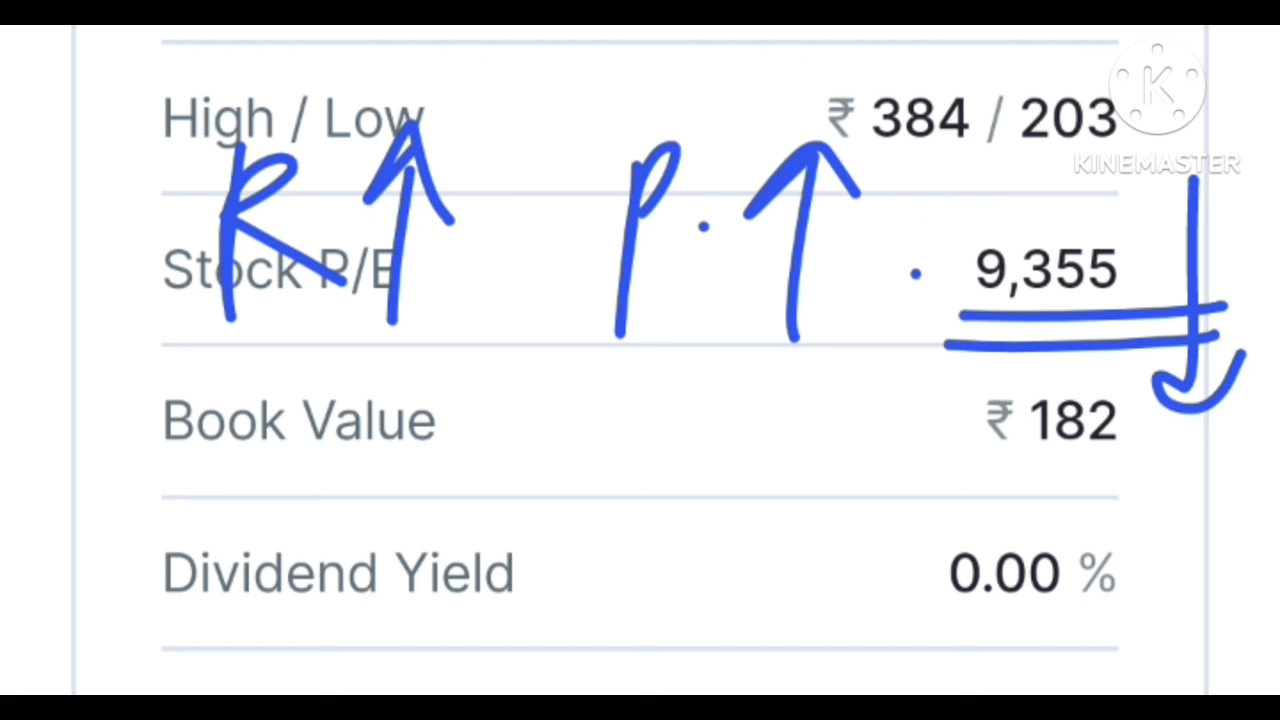 High / Low ₹ 384 / 203
KINEMASTER
R ↑ P. ↑
Stock P/E 9,355
Book Value ₹ 182
Dividend Yield 0.00 %